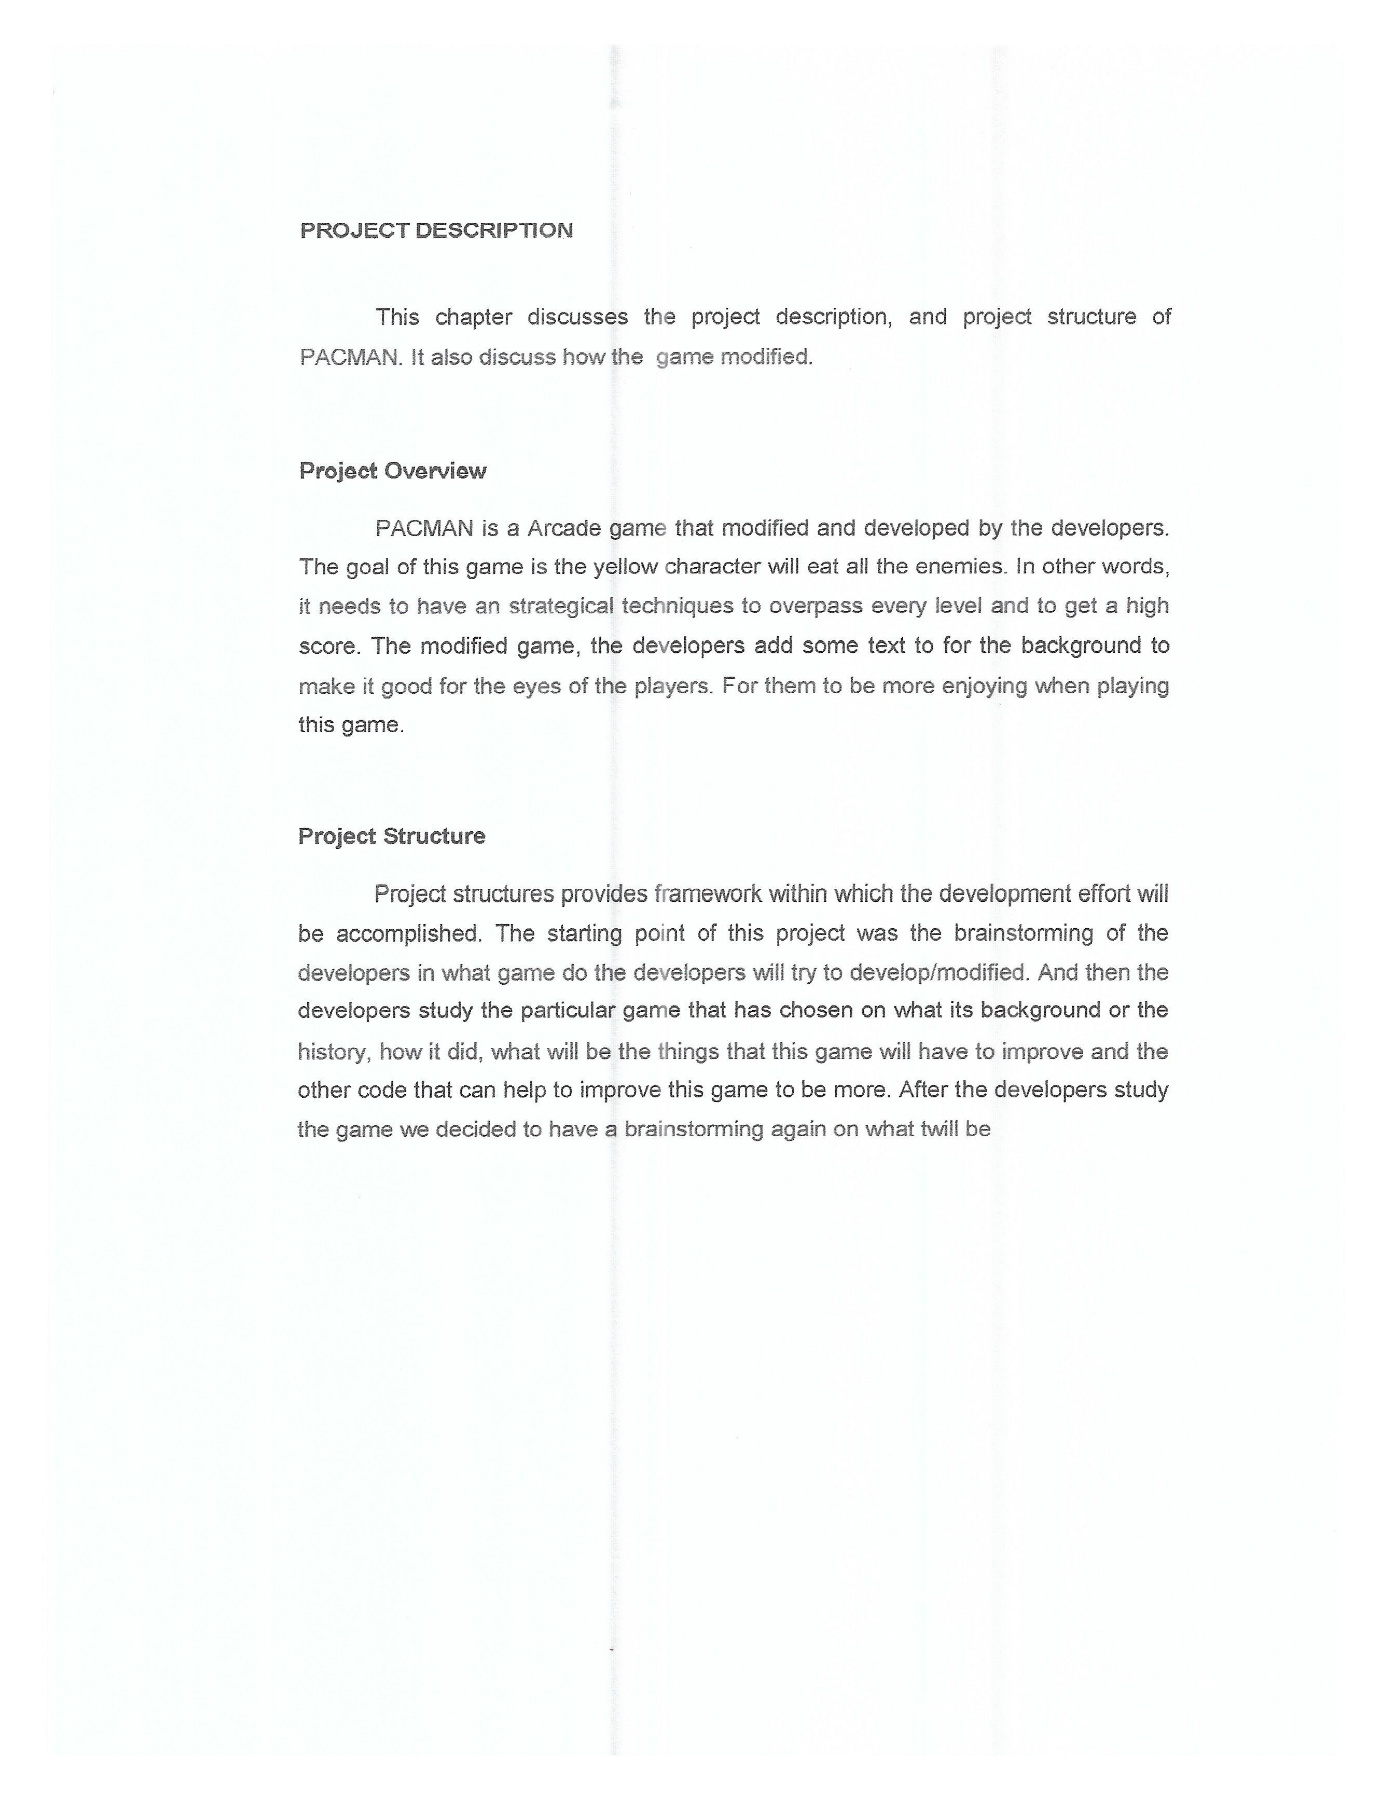 PROJECT DESCRIPTION
This chapter discusses the project description, and project structure of
PACMAN. It also discuss how the game modified.
Project Overview
PACMAN is a Arcade game that modified and developed by the developers.
The goal of this game is the yellow character will eat all the enemies. In other words,
it needs to have an strategical techniques to overpass every level and to get a high
score. The modified game, the developers add some text to for the background to
make it good for the eyes of the players. For them to be more enjoying when playing
this game.
Project Structure
Project structures provides framework within which the development effort will
be accomplished. The starting point of this project was the brainstorming of the
developers in what game do the developers will try to develop/modified. And then the
developers study the particular game that has chosen on what its background or the
history, how it did, what will be the things that this game will have to improve and the
other code that can help to improve this game to be more. After the developers study
the game we decided to have a brainstorming again on what twill be